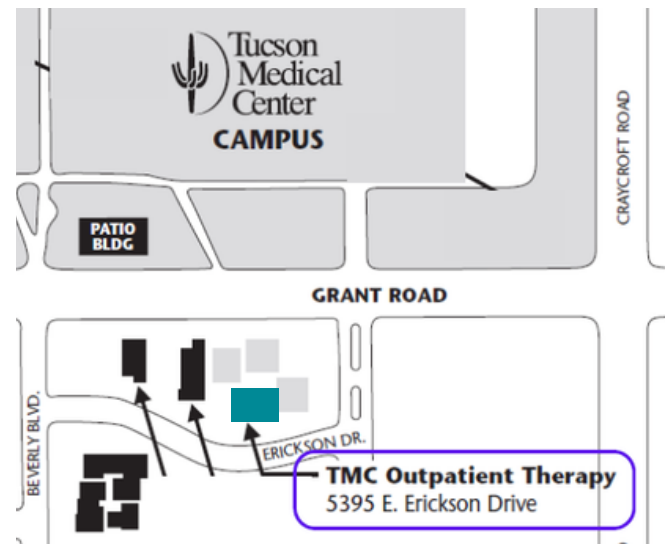 Tucson
Medical
Center
CAMPUS
CRAYCROFT ROAD
PATIO
BLDG
GRANT ROAD
BEVERLY BLVD.
ERICKSON DR.
TMC Outpatient Therapy
5395 E. Erickson Drive